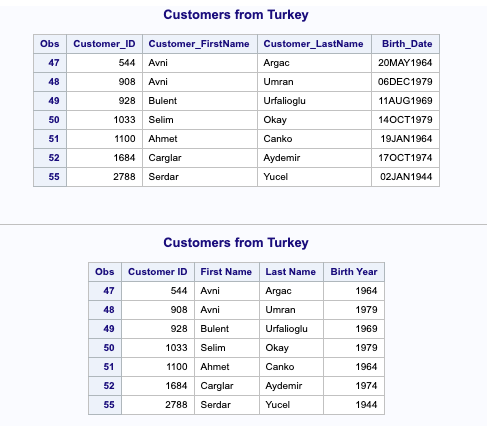 Customers from Turkey
Obs Customer_ID Customer_FirstName Customer_LastName Birth_Date
47 544 Avni Argac 20MAY1964
48 908 Avni Umran 06DEC1979
49 928 Bulent Urfalioglu 11AUG1969
50 1033 Selim Okay 14OCT1979
51 1100 Ahmet Canko 19JAN1964
52 1684 Carglar Aydemir 17OCT1974
55 2788 Serdar Yucel 02JAN1944
Customers from Turkey
Obs Customer ID First Name Last Name Birth Year
47 544 Avni Argac 1964
48 908 Avni Umran 1979
49 928 Bulent Urfalioglu 1969
50 1033 Selim Okay 1979
51 1100 Ahmet Canko 1964
52 1684 Carglar Aydemir 1974
55 2788 Serdar Yucel 1944